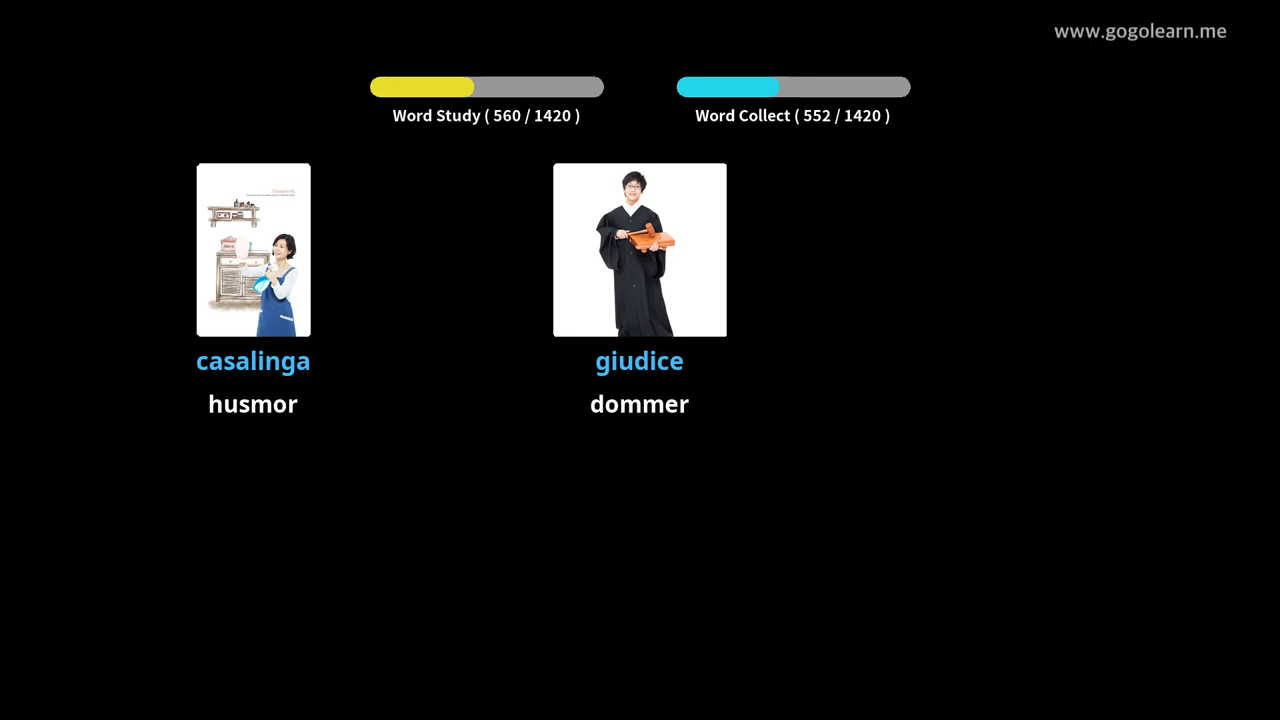 www.gogolearn.me
Word Study ( 560 / 1420 )
Word Collect ( 552 / 1420 )
casalinga
giudice
husmor
dommer